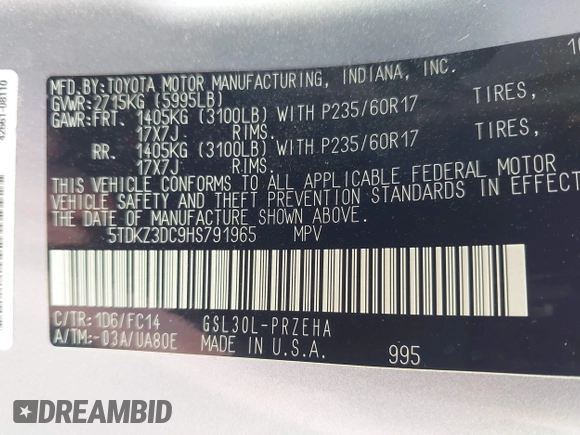 MFD.BY:TOYOTA MOTOR MANUFACTURING, INDIANA, INC. 10
GVWR:2715KG (5995LB)
GAWR:FRT. 1405KG (3100LB) WITH P235/60R17 TIRES,
17X7J RIMS.
RR. 1405KG (3100LB) WITH P235/60R17 TIRES,
17X7J RIMS.
THIS VEHICLE CONFORMS TO ALL APPLICABLE FEDERAL MOTOR
VEHICLE SAFETY AND THEFT PREVENTION STANDARDS IN EFFECT
THE DATE OF MANUFACTURE SHOWN ABOVE.
5TDKZ3DC9HS791965 MPV
C/TR:1D6/FC14 GSL30L-PRZEHA
A/TM:-03A/UA80E MADE IN U.S.A. 995
42661-08110
DREAMBID